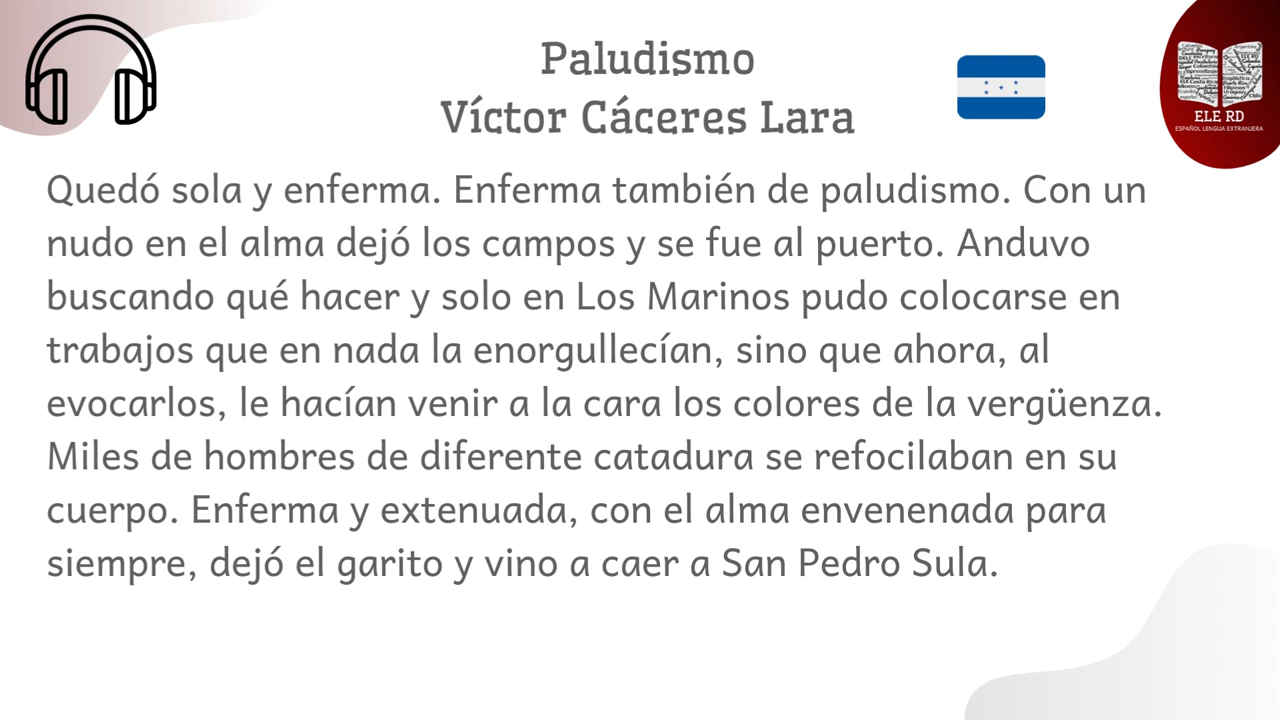 Paludismo
Víctor Cáceres Lara
ELE RD
ESPAÑOL LENGUA EXTRANJERA
Quedó sola y enferma. Enferma también de paludismo. Con un
nudo en el alma dejó los campos y se fue al puerto. Anduvo
buscando qué hacer y solo en Los Marinos pudo colocarse en
trabajos que en nada la enorgullecían, sino que ahora, al
evocarlos, le hacían venir a la cara los colores de la vergüenza.
Miles de hombres de diferente catadura se refocilaban en su
cuerpo. Enferma y extenuada, con el alma envenenada para
siempre, dejó el garito y vino a caer a San Pedro Sula.